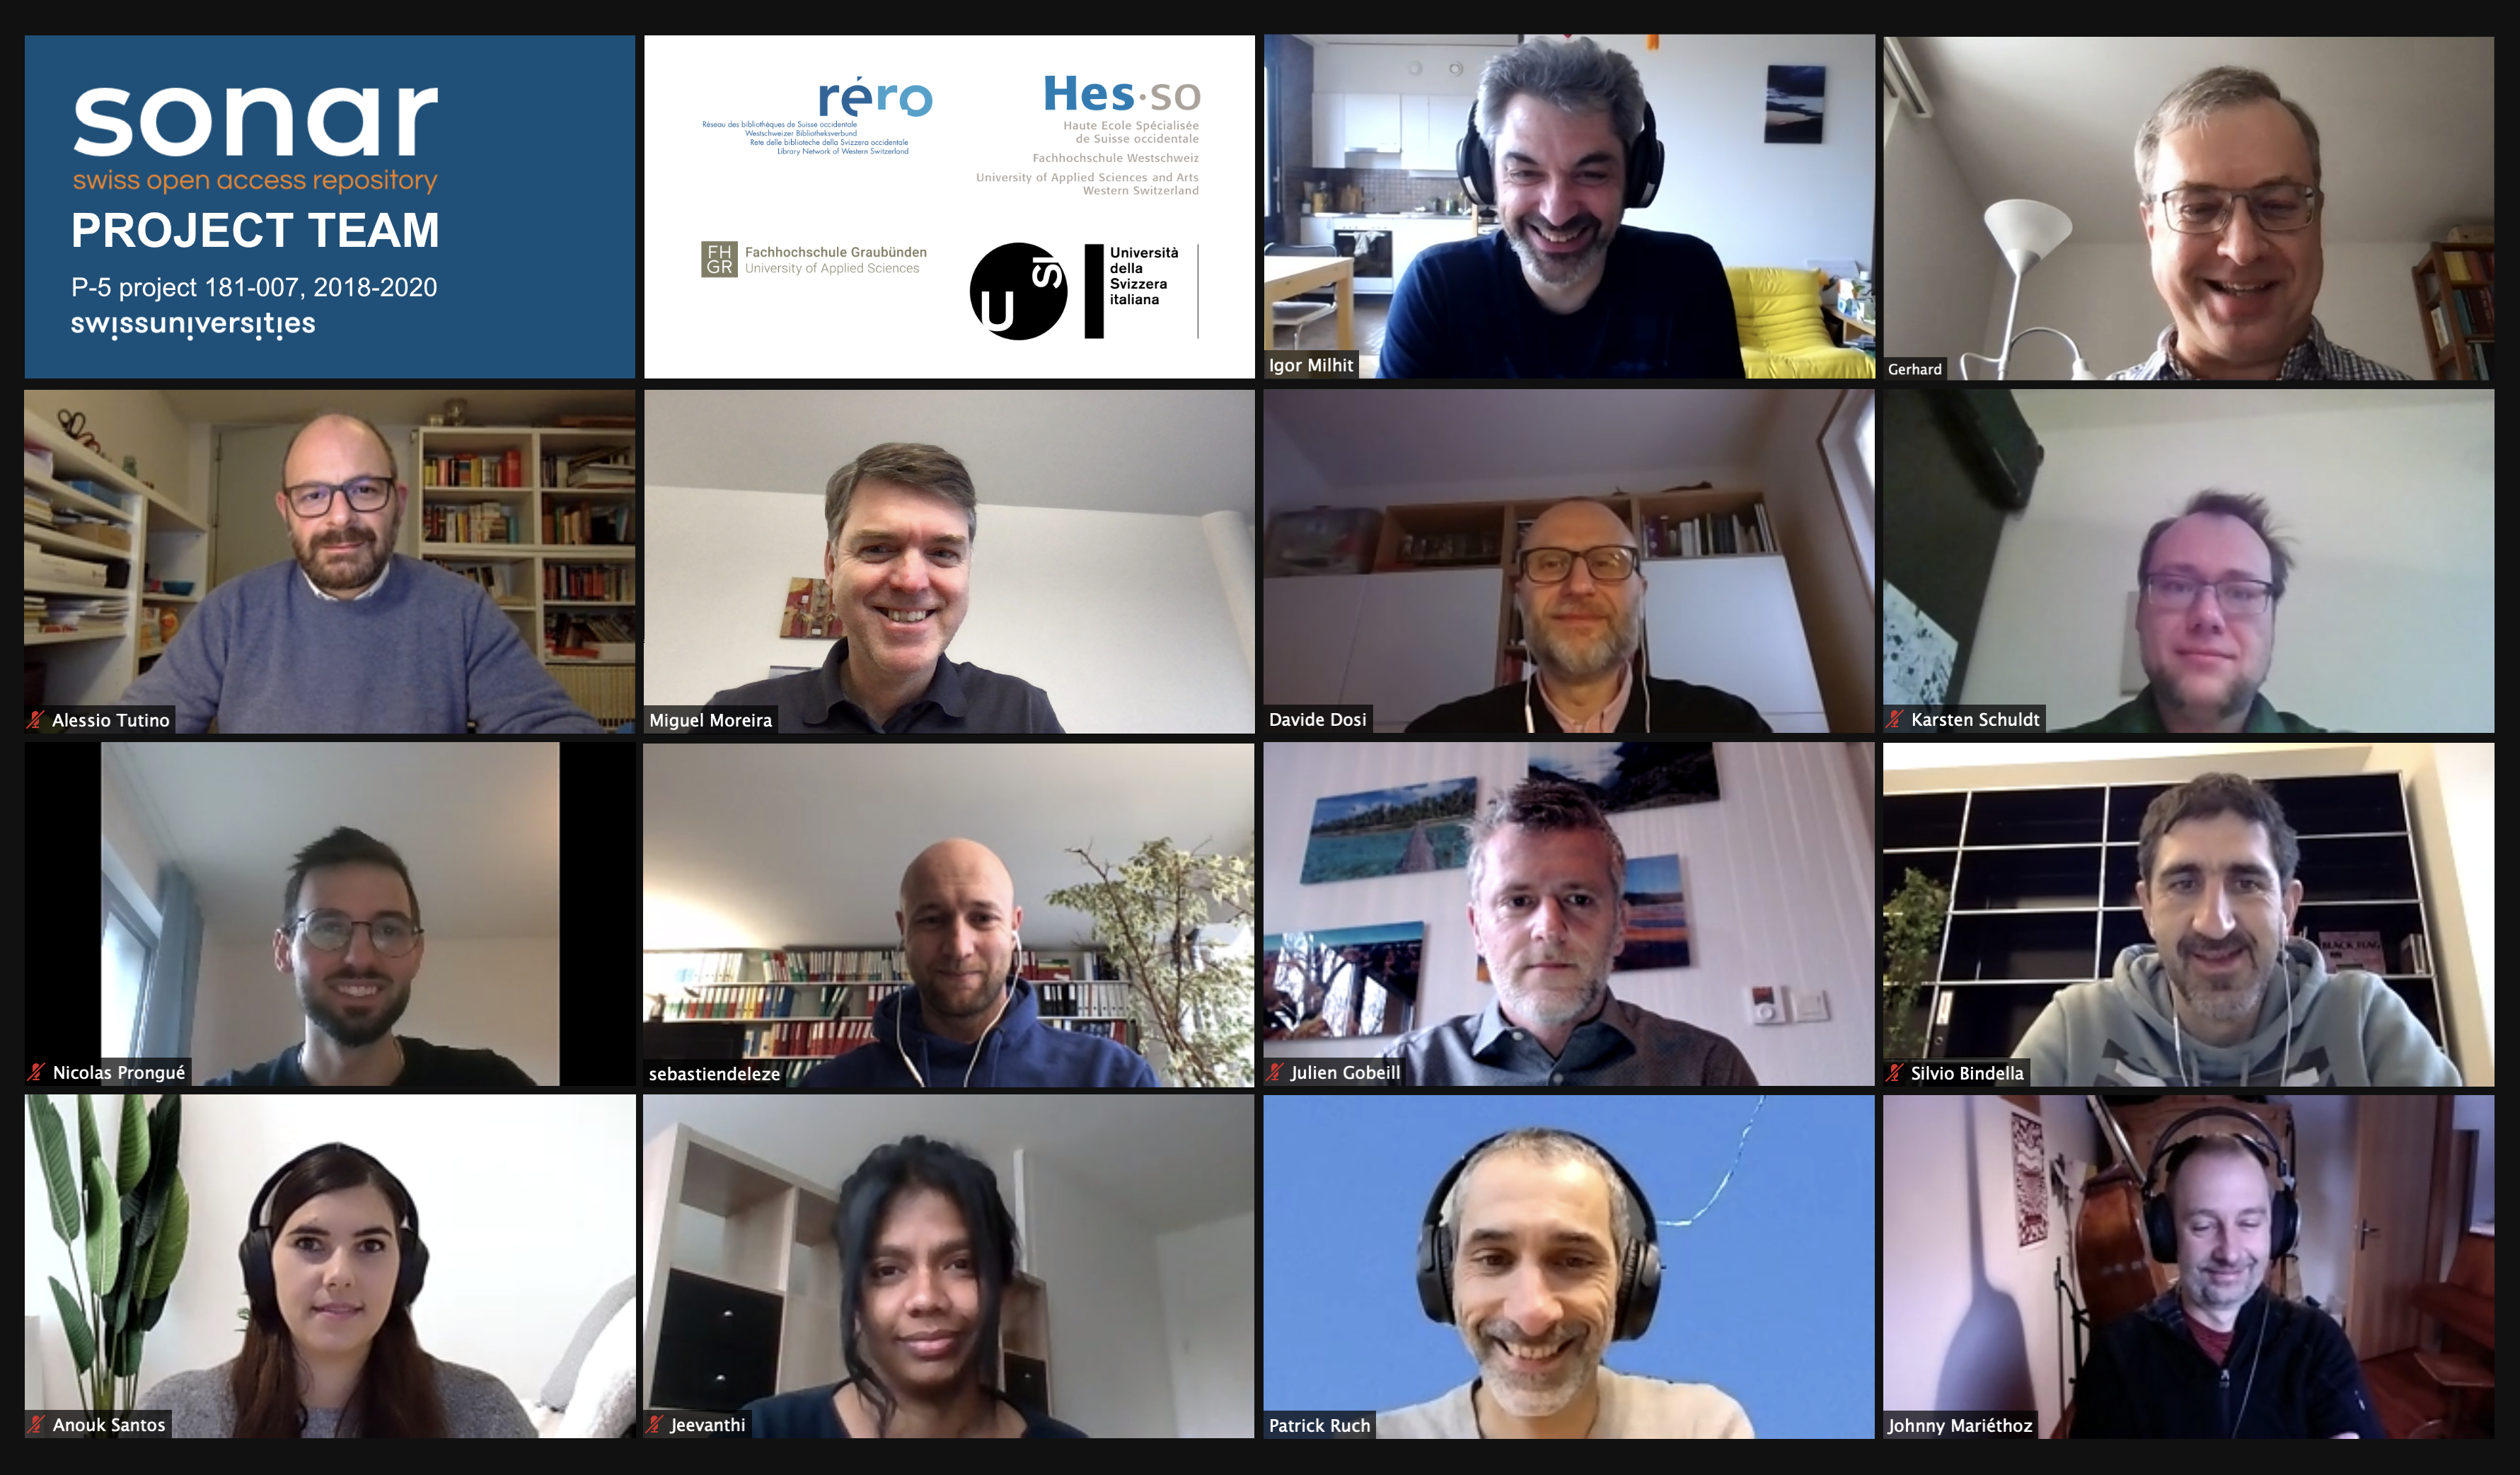 sonar
swiss open access repository
PROJECT TEAM
P-5 project 181-007, 2018-2020
swissuniversities
réro
Réseau des bibliothèques de Suisse occidentale
Westschweizer Bibliotheksverbund
Rete delle biblioteche della Svizzera occidentale
Library Network of Western Switzerland
Hes·so
Haute Ecole Spécialisée
de Suisse occidentale
Fachhochschule Westschweiz
University of Applied Sciences and Arts
Western Switzerland
FH
GR
Fachhochschule Graubünden
University of Applied Sciences
USI
Università
della
Svizzera
italiana
Igor Milhit
Gerhard
Alessio Tutino
Miguel Moreira
Davide Dosi
Karsten Schuldt
Nicolas Prongué
sebastiendeleze
Julien Gobeill
BLACK FLAG
Silvio Bindella
Anouk Santos
Jeevanthi
Patrick Ruch
Johnny Mariéthoz